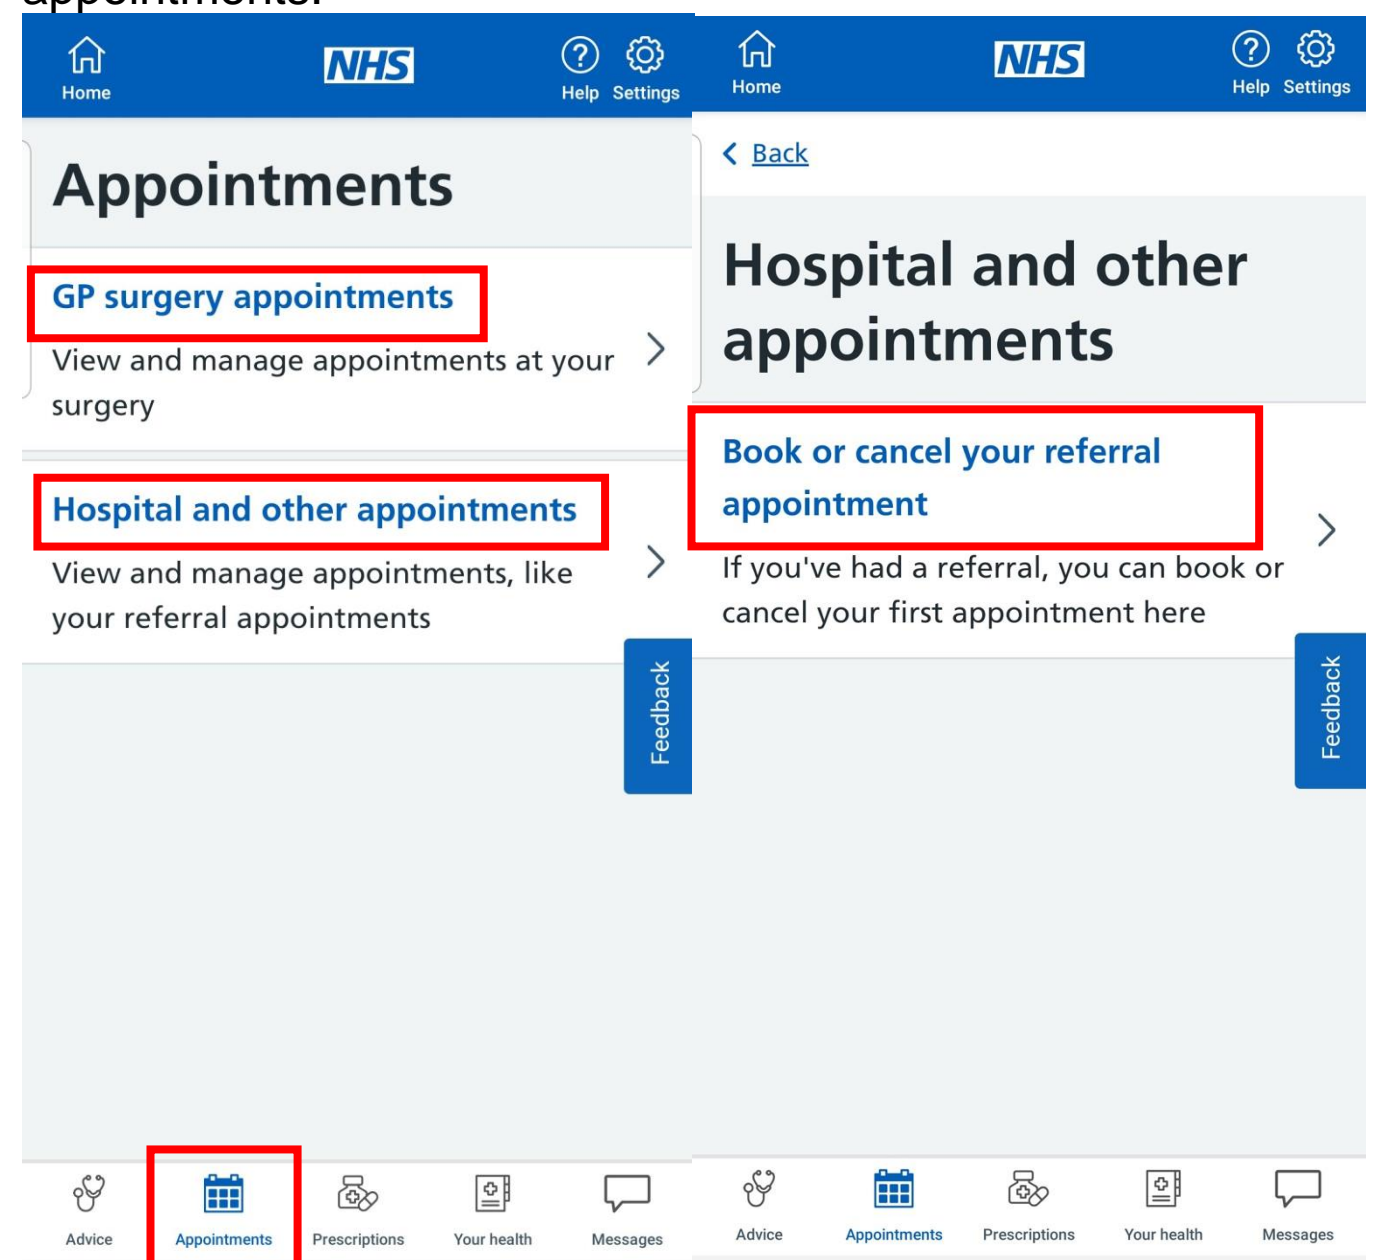 appointments.
NHS
Home
Help Settings
Appointments
GP surgery appointments
View and manage appointments at your
surgery
Hospital and other appointments
View and manage appointments, like
your referral appointments
Feedback
Advice Appointments Prescriptions Your health Messages
NHS
Home
Help Settings
Back
Hospital and other
appointments
Book or cancel your referral
appointment
If you've had a referral, you can book or
cancel your first appointment here
Feedback
Advice Appointments Prescriptions Your health Messages